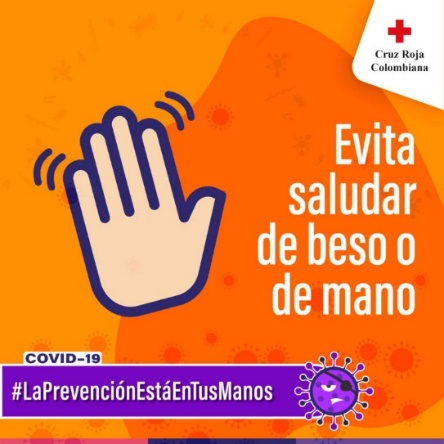 Cruz Roja
Colombiana
Evita
saludar
de beso o
de mano
COVID-19
#LaPrevenciónEstáEnTusManos